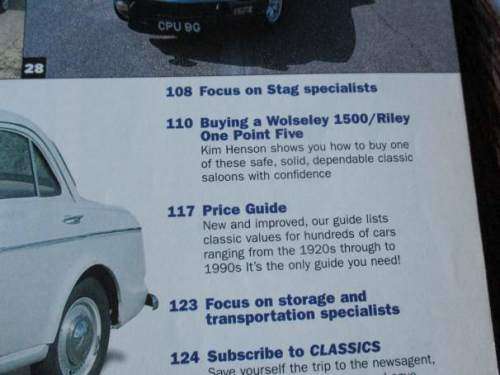 CPU 9G
28
108 Focus on Stag specialists
110 Buying a Wolseley 1500/Riley
One Point Five
Kim Henson shows you how to buy one
of these safe, solid, dependable classic
saloons with confidence
117 Price Guide
New and improved, our guide lists
classic values for hundreds of cars
ranging from the 1920s through to
1990s It's the only guide you need!
123 Focus on storage and
transportation specialists
124 Subscribe to CLASSICS
Save yourself the trip to the newsagent,